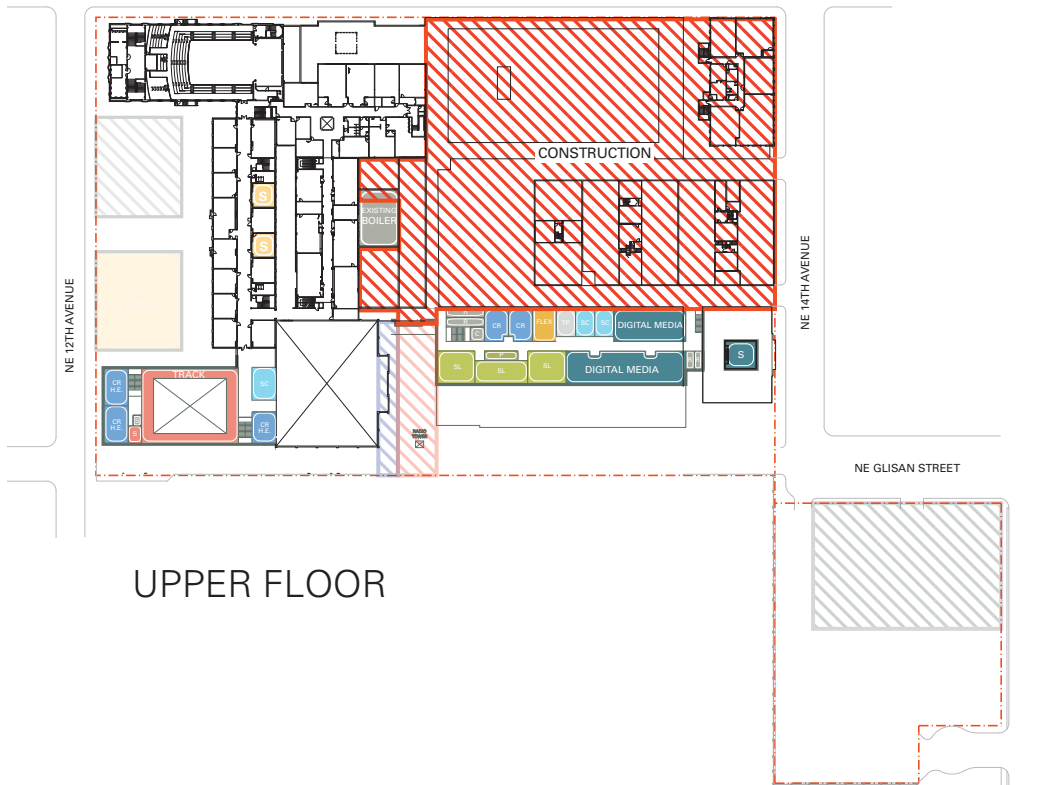 CONSTRUCTION
S
EXISTING
BOILER
S
NE 12TH AVENUE
NE 14TH AVENUE
CR
CR
FLEX
TP
SC
SC
DIGITAL MEDIA
SL
SL
SL
DIGITAL MEDIA
S
TRACK
CR
H.E.
SC
CR
H.E.
S
CR
H.E.
RADIO
TOWER
NE GLISAN STREET
UPPER FLOOR